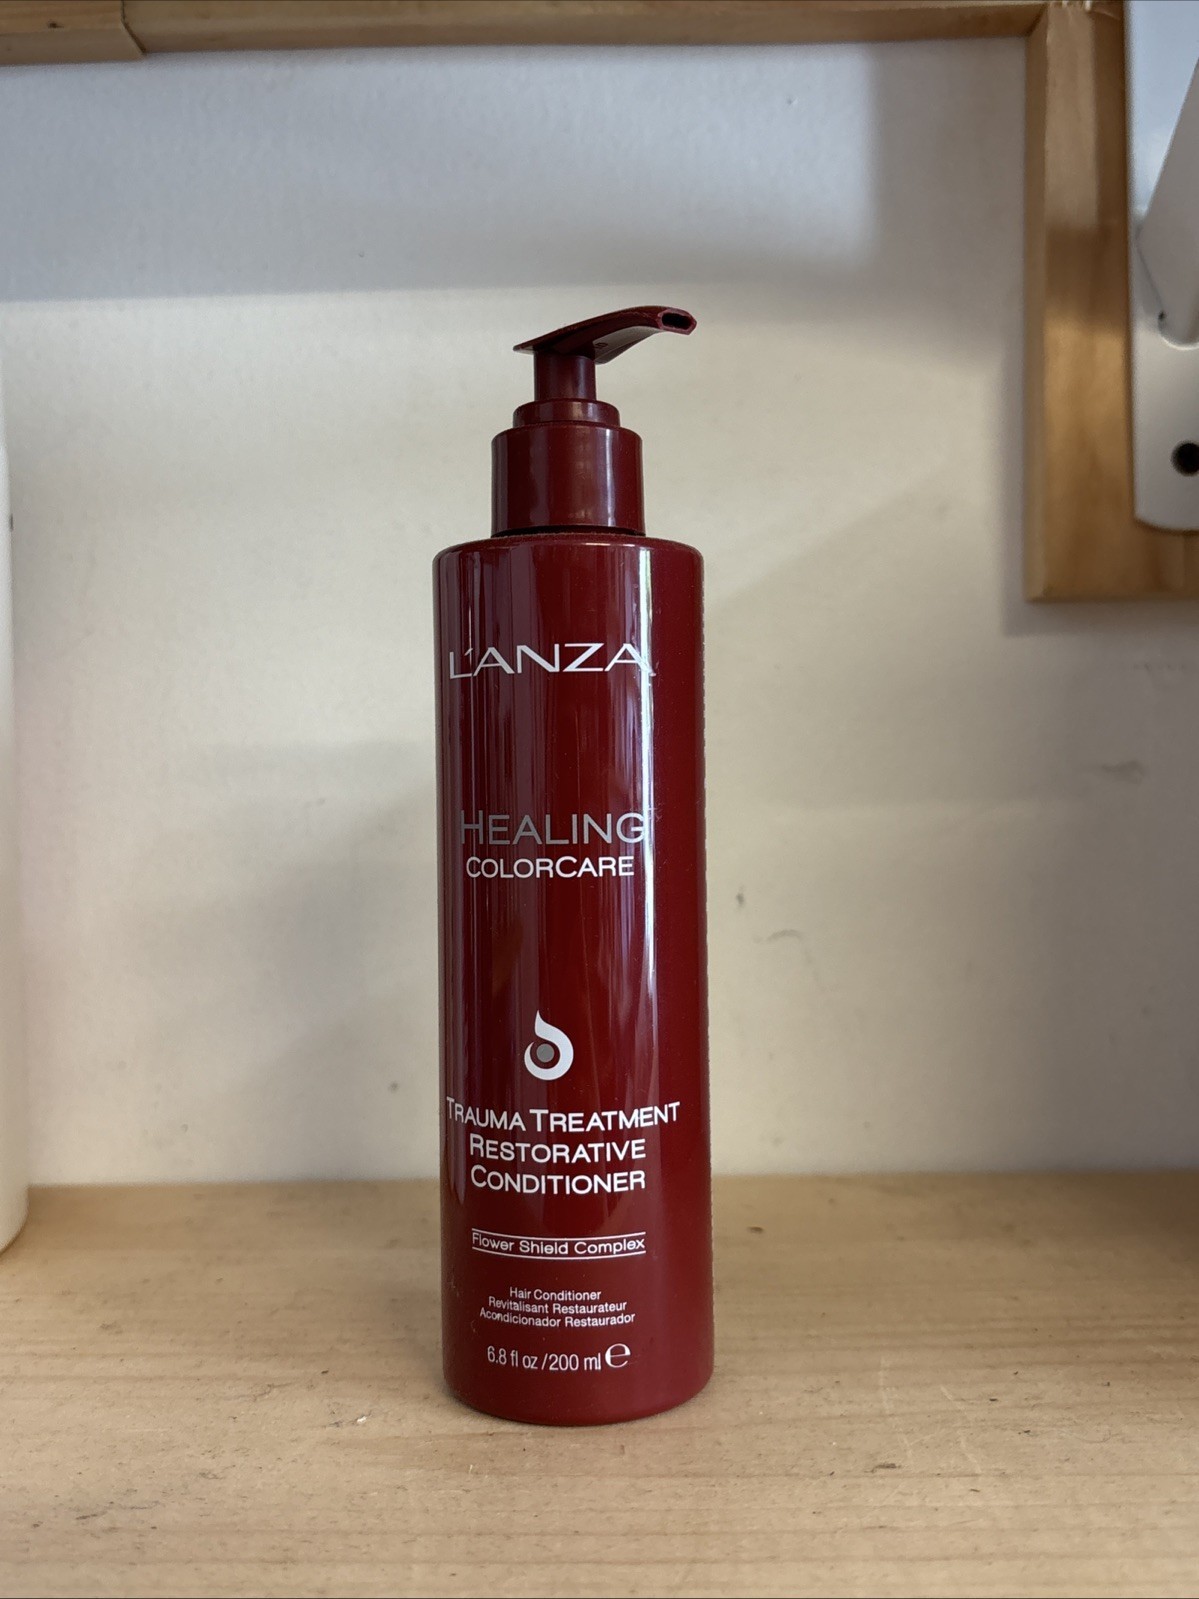 L'ANZA
HEALING
COLORCARE
TRAUMA TREATMENT
RESTORATIVE
CONDITIONER
Flower Shield Complex
Hair Conditioner
Revitalisant Restaurateur
Acondicionador Restaurador
6.8 fl oz / 200 ml ℮